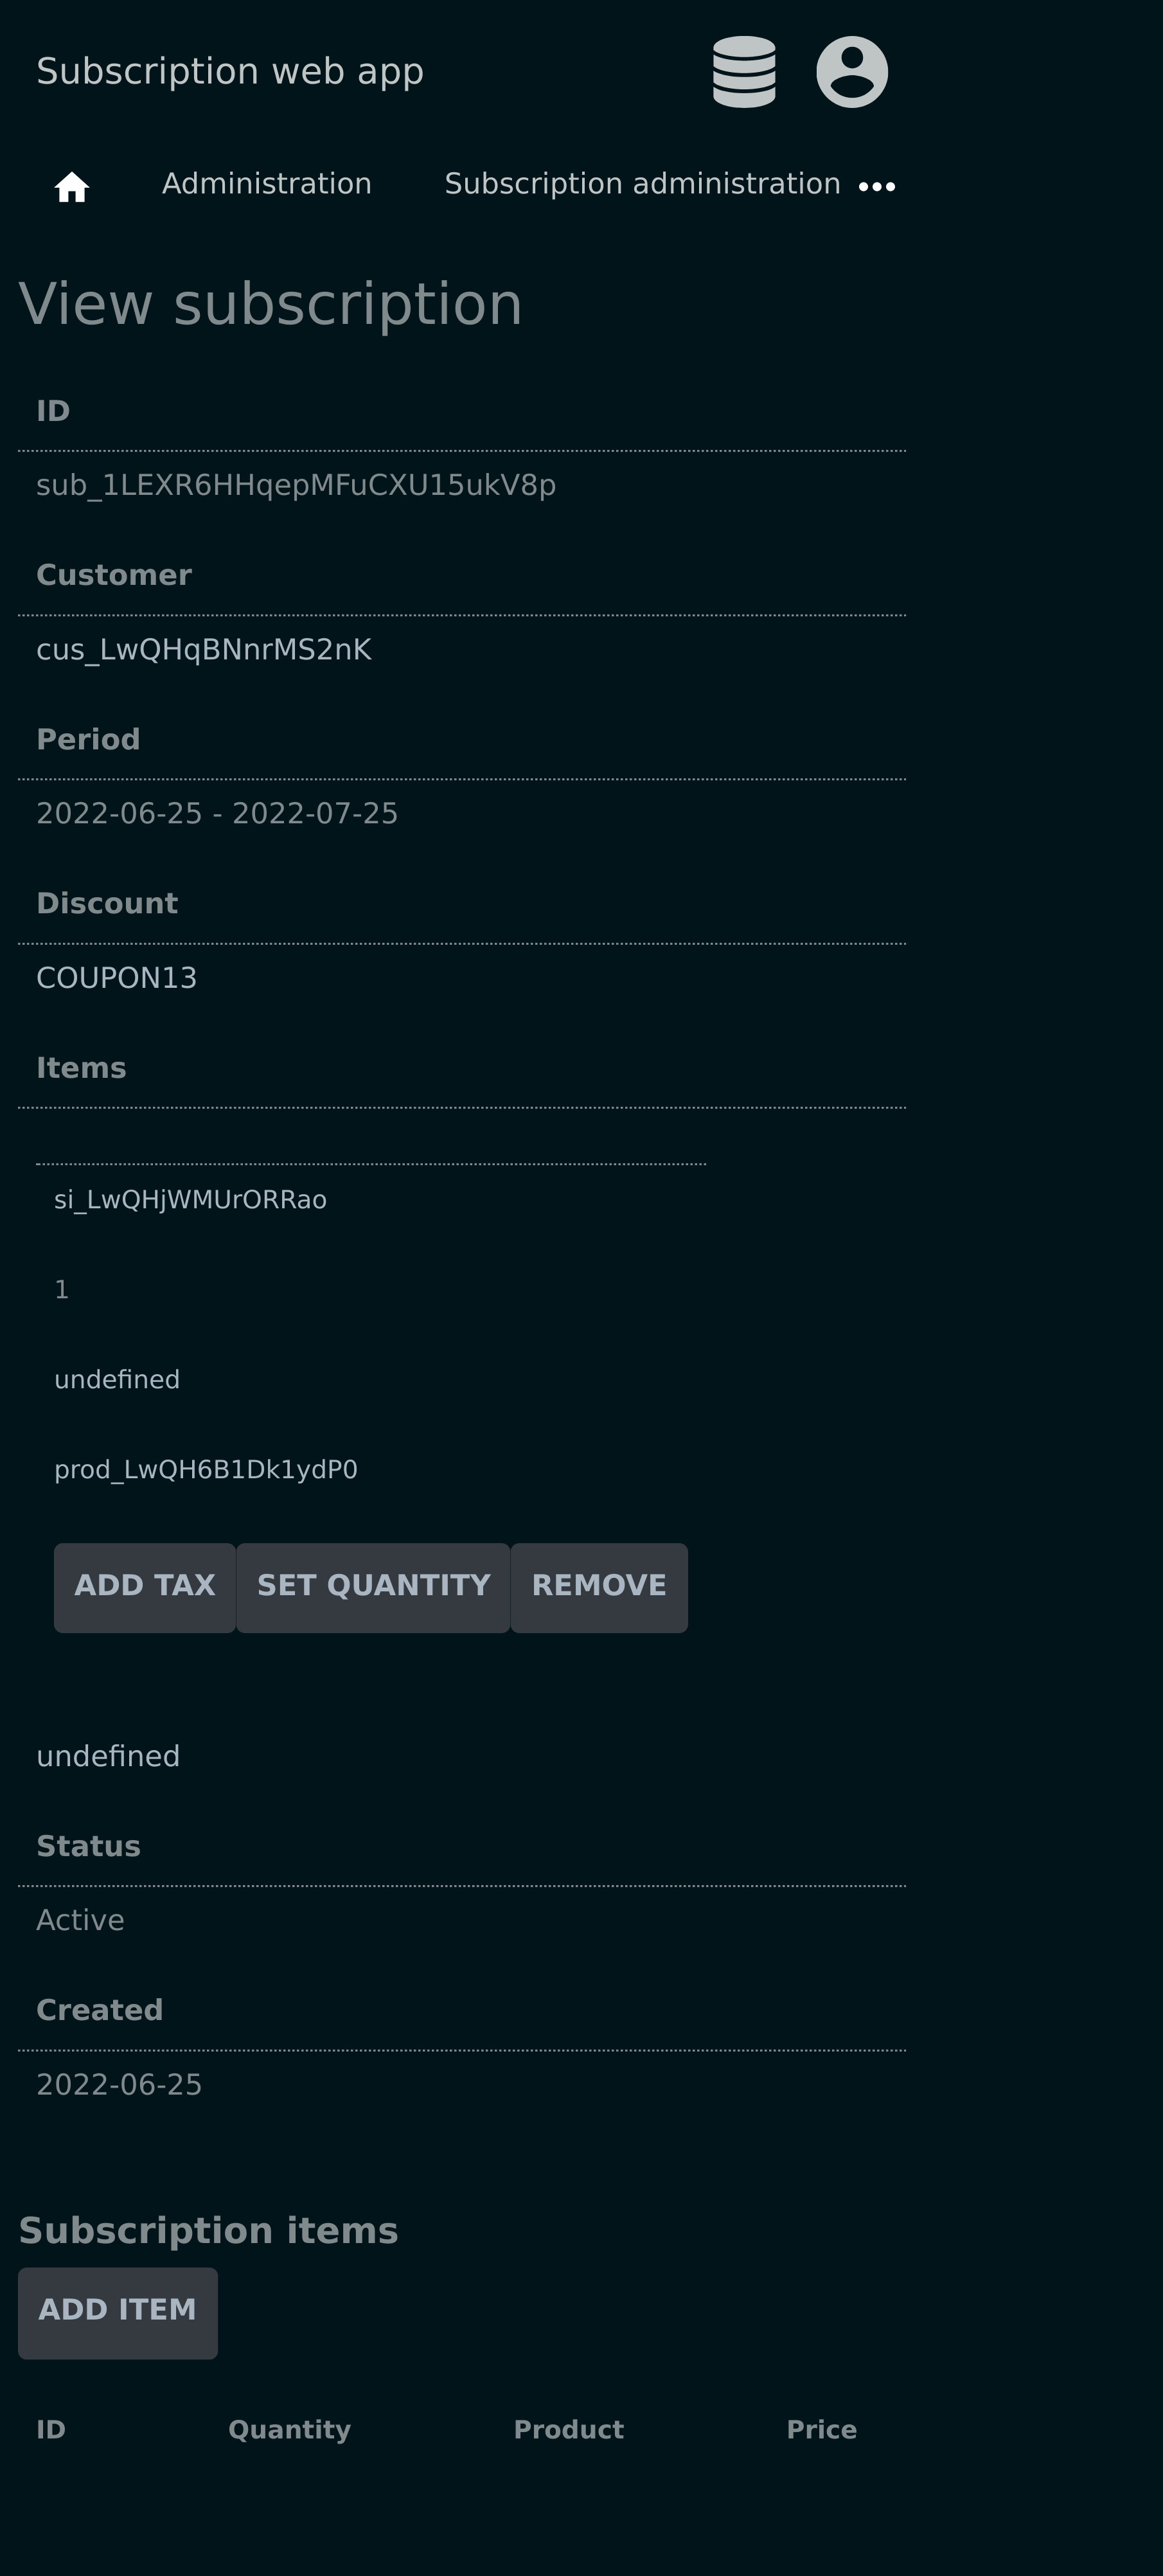 Subscription web app
Administration
Subscription administration
View subscription
ID
sub_1LEXR6HHqepMFuCXU15ukV8p
Customer
cus_LwQHqBNnrMS2nK
Period
2022-06-25 - 2022-07-25
Discount
COUPON13
Items
si_LwQHjWMUrORRao
1
undefined
prod_LwQH6B1Dk1ydP0
ADD TAX SET QUANTITY REMOVE
undefined
Status
Active
Created
2022-06-25
Subscription items
ADD ITEM
ID Quantity Product Price